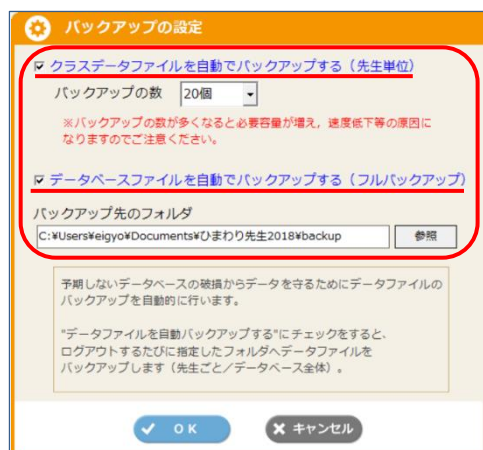 バックアップの設定
クラスデータファイルを自動でバックアップする（先生単位）
バックアップの数 20個
※バックアップの数が多くなると必要容量が増え，速度低下等の原因に
なりますのでご注意ください。
データベースファイルを自動でバックアップする（フルバックアップ）
バックアップ先のフォルダ
C:¥Users¥eigyo¥Documents¥ひまわり先生2018¥backup 参照
予期しないデータベースの破損からデータを守るためにデータファイルの
バックアップを自動的に行います。
"データファイルを自動バックアップする"にチェックをすると、
ログアウトするたびに指定したフォルダへデータファイルを
バックアップします（先生ごと／データベース全体）。
OK キャンセル